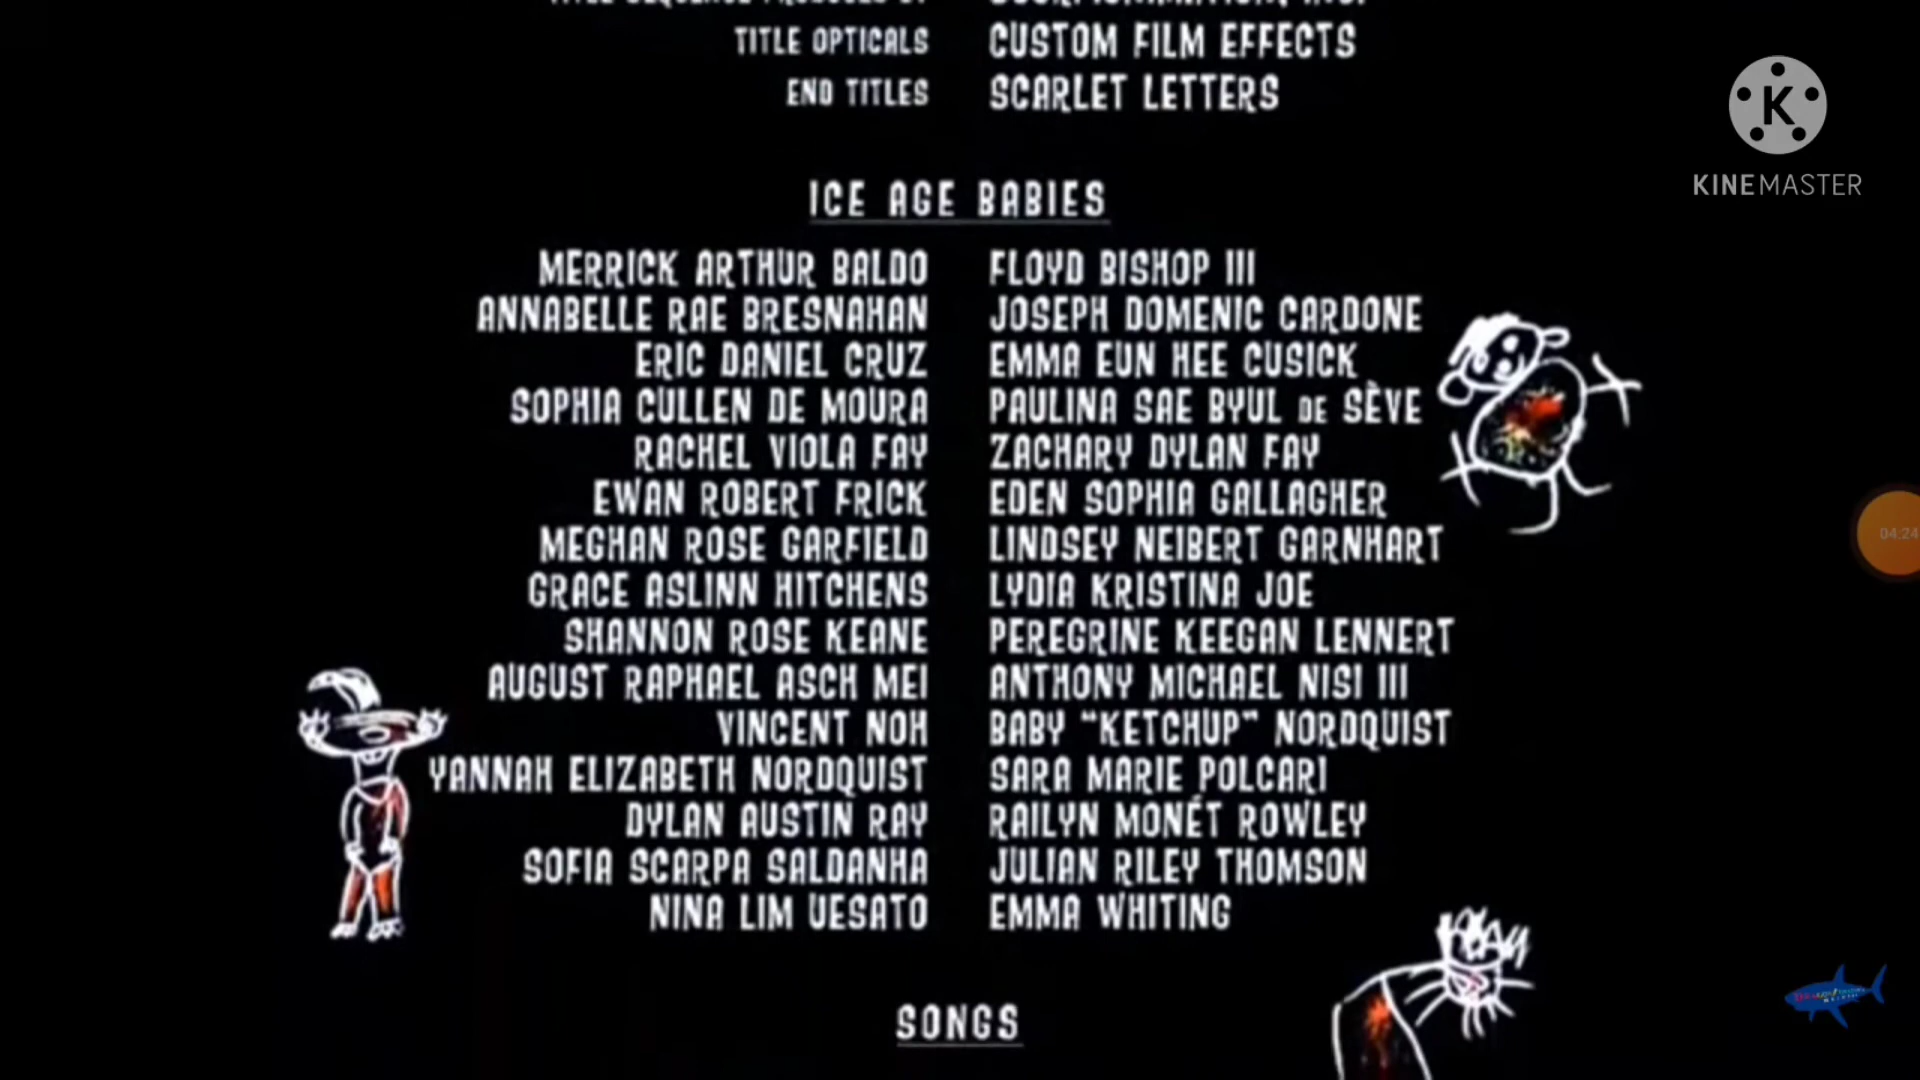 TITLE OPTICALS CUSTOM FILM EFFECTS
END TITLES SCARLET LETTERS
KINEMASTER
ICE AGE BABIES
MERRICK ARTHUR BALDO FLOYD BISHOP III
ANNABELLE RAE BRESNAHAN JOSEPH DOMENIC CARDONE
ERIC DANIEL CRUZ EMMA EUN HEE CUSICK
SOPHIA CULLEN DE MOURA PAULINA SAE BYUL DE SÈVE
RACHEL VIOLA FAY ZACHARY DYLAN FAY
EWAN ROBERT FRICK EDEN SOPHIA GALLAGHER
MEGHAN ROSE GARFIELD LINDSEY NEIBERT GARNHART
04:24
GRACE ASLINN HITCHENS LYDIA KRISTINA JOE
SHANNON ROSE KEANE PEREGRINE KEEGAN LENNERT
AUGUST RAPHAEL ASCH MEI ANTHONY MICHAEL NISI III
VINCENT NOH BABY "KETCHUP" NORDQUIST
YANNAH ELIZABETH NORDQUIST SARA MARIE POLCARI
DYLAN AUSTIN RAY RAILYN MONÉT ROWLEY
SOFIA SCARPA SALDANHA JULIAN RILEY THOMSON
NINA LIM UESATO EMMA WHITING
SONGS